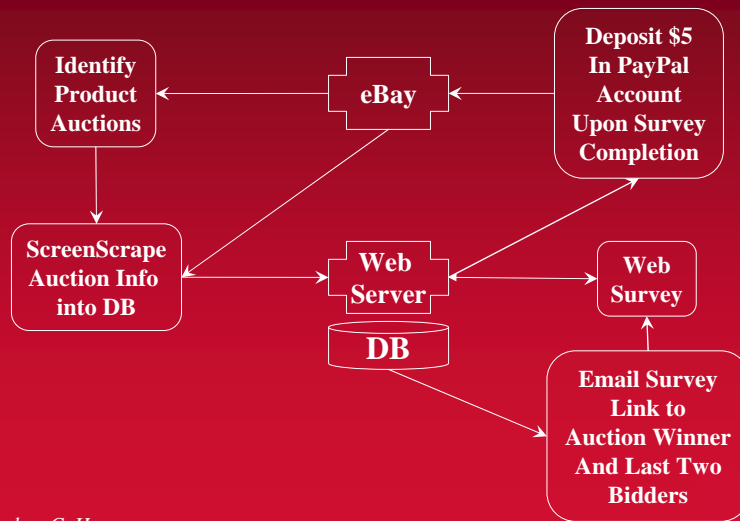 Identify
Product
Auctions
eBay
Deposit $5
In PayPal
Account
Upon Survey
Completion
ScreenScrape
Auction Info
into DB
Web
Server
Web
Survey
DB
Email Survey
Link to
Auction Winner
And Last Two
Bidders